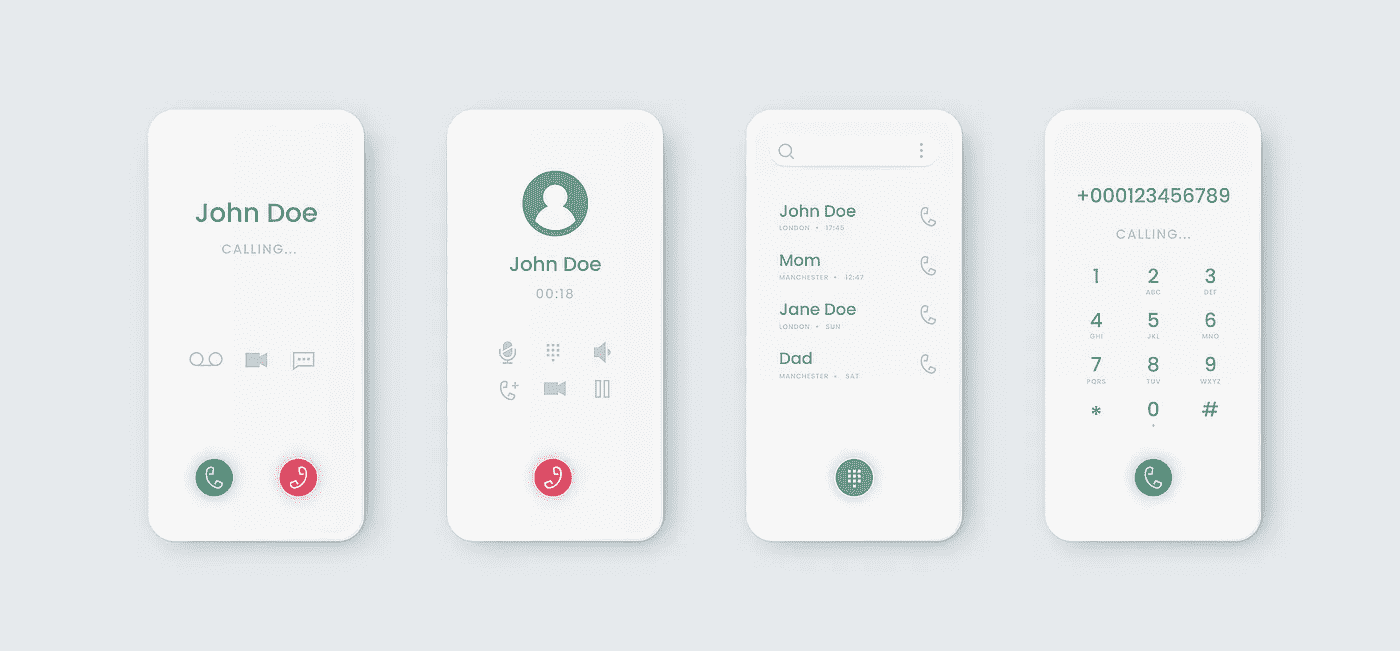 John Doe
CALLING...
John Doe
00:18
John Doe
LONDON • 17:45
Mom
MANCHESTER • 12:47
Jane Doe
LONDON • SUN
Dad
MANCHESTER • SAT
+000123456789
CALLING...
1 2 3
ABC DEF
4 5 6
GHI JKL MNO
7 8 9
PQRS TUV WXYZ
* 0 #
+